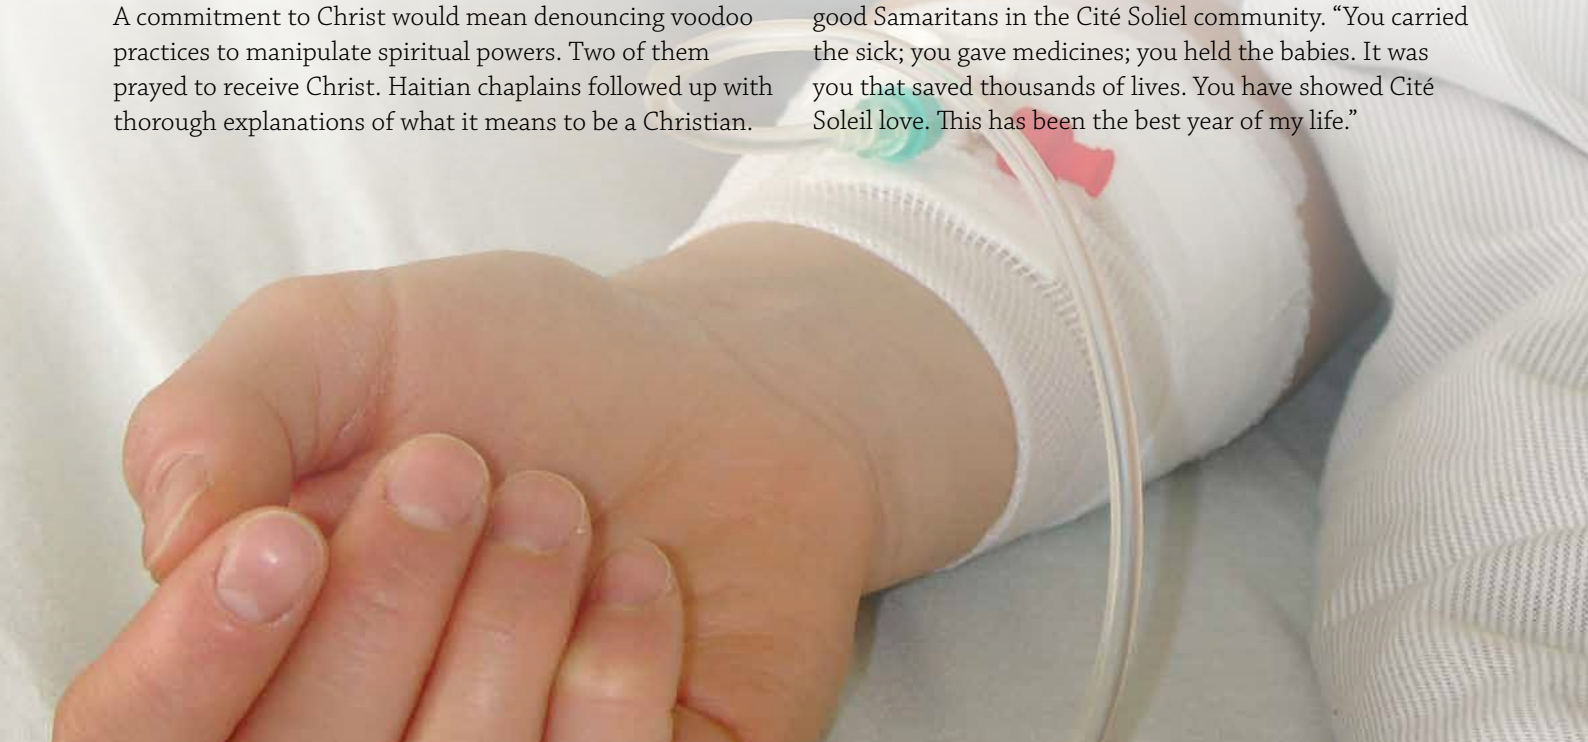 A commitment to Christ would mean denouncing voodoo
practices to manipulate spiritual powers. Two of them
prayed to receive Christ. Haitian chaplains followed up with
thorough explanations of what it means to be a Christian.
good Samaritans in the Cité Soliel community. “You carried
the sick; you gave medicines; you held the babies. It was
you that saved thousands of lives. You have showed Cité
Soleil love. This has been the best year of my life.”